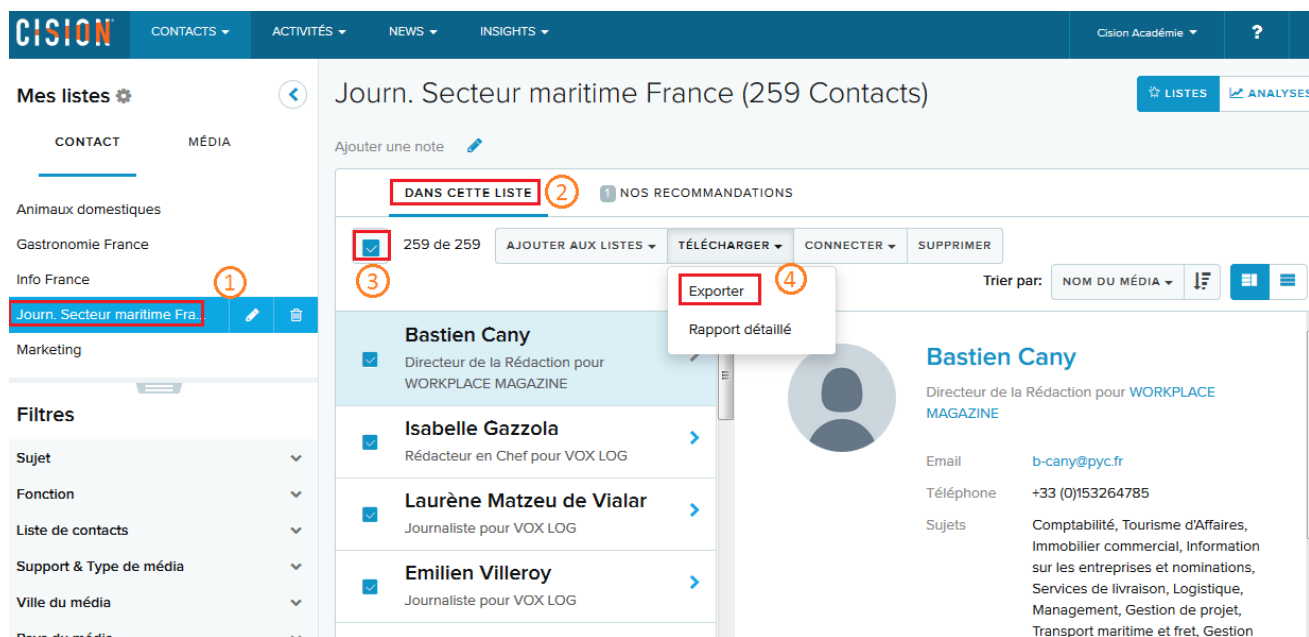 CISION CONTACTS ACTIVITÉS NEWS INSIGHTS Cision Académie ?
Mes listes
CONTACT MÉDIA
Animaux domestiques
Gastronomie France
Info France
1
Journ. Secteur maritime Fra...
Marketing
Filtres
Sujet
Fonction
Liste de contacts
Support & Type de média
Ville du média
Pays du média
Journ. Secteur maritime France (259 Contacts)
LISTES ANALYSES
Ajouter une note
DANS CETTE LISTE 2 1 NOS RECOMMANDATIONS
259 de 259 AJOUTER AUX LISTES TÉLÉCHARGER CONNECTER SUPPRIMER
3
Exporter 4
Rapport détaillé
Trier par: NOM DU MÉDIA
Bastien Cany
Directeur de la Rédaction pour
WORKPLACE MAGAZINE
Isabelle Gazzola
Rédacteur en Chef pour VOX LOG
Laurène Matzeu de Vialar
Journaliste pour VOX LOG
Emilien Villeroy
Journaliste pour VOX LOG
Bastien Cany
Directeur de la Rédaction pour WORKPLACE
MAGAZINE
Email b-cany@pyc.fr
Téléphone +33 (0)153264785
Sujets Comptabilité, Tourisme d'Affaires,
Immobilier commercial, Information
sur les entreprises et nominations,
Services de livraison, Logistique,
Management, Gestion de projet,
Transport maritime et fret, Gestion